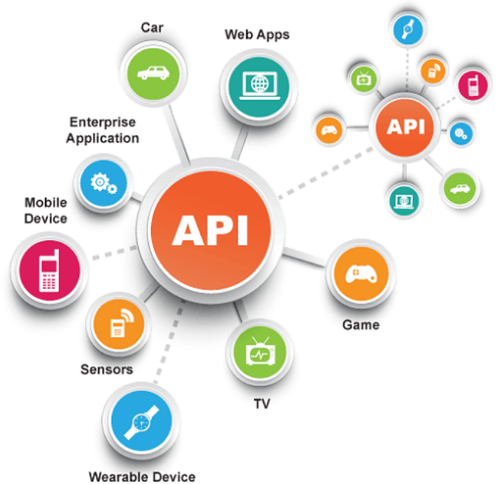 Car
Web Apps
API
Enterprise
Application
Mobile
Device
API
Game
Sensors
TV
Wearable Device